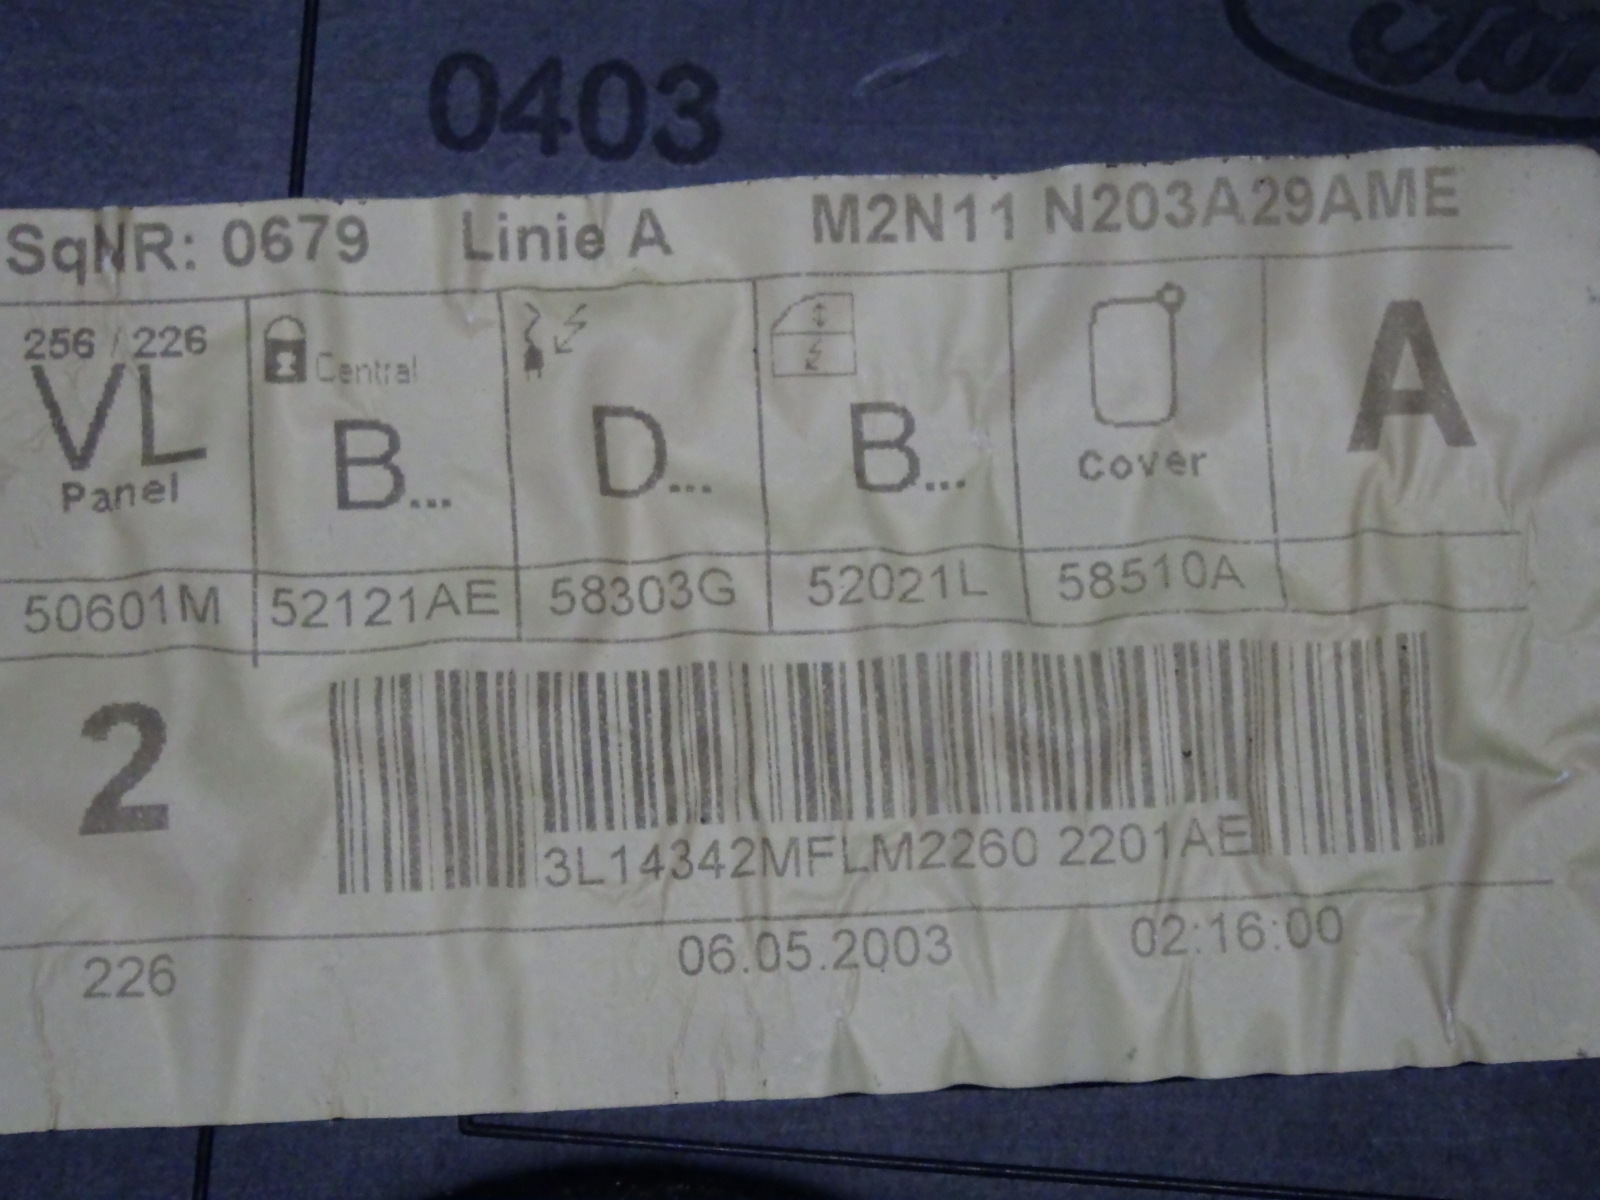 Ford
0403
SqNR: 0679 Linie A M2N11 N203A29AME
256 / 226
VL
Panel
Central
B...
D...
B...
Cover
A
50601M 52121AE 58303G 52021L 58510A
2
3L14342MFLM2260 2201AE
226 06.05.2003 02:16:00